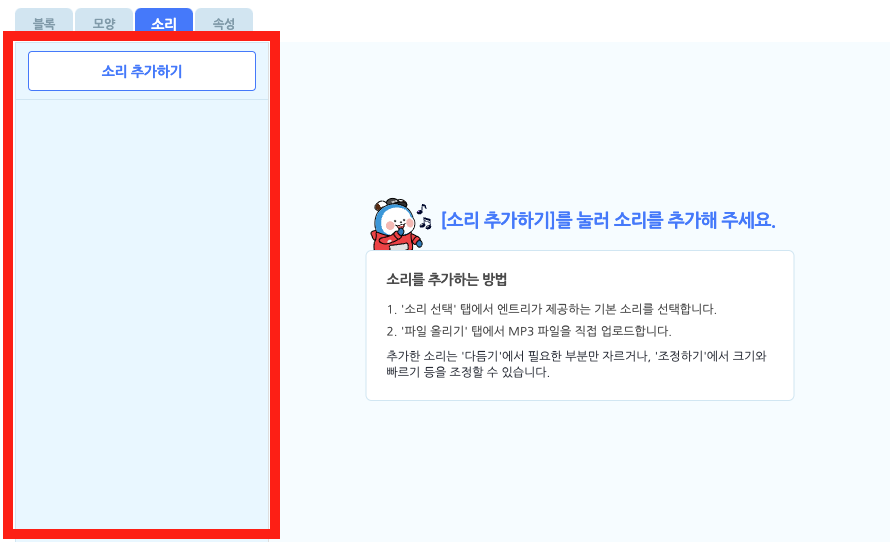 블록
모양
소리
속성
소리 추가하기
[소리 추가하기]를 눌러 소리를 추가해 주세요.
소리를 추가하는 방법
1. '소리 선택' 탭에서 엔트리가 제공하는 기본 소리를 선택합니다.
2. '파일 올리기' 탭에서 MP3 파일을 직접 업로드합니다.
추가한 소리는 '다듬기'에서 필요한 부분만 자르거나, '조정하기'에서 크기와
빠르기 등을 조정할 수 있습니다.